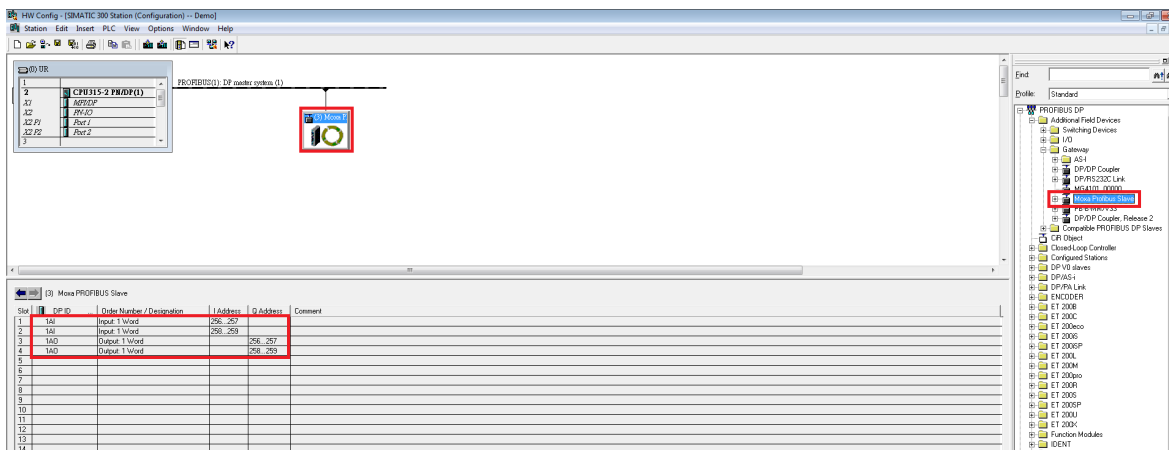 HW Config - [SIMATIC 300 Station (Configuration) -- Demo]
Station Edit Insert PLC View Options Window Help
(0) UR
1
2 CPU315-2 PN/DP(1)
X1 MPI/DP
X2 PN-IO
X2 P1 Port 1
X2 P2 Port 2
3
PROFIBUS(1): DP master system (1)
(3) Moxa P
(3) Moxa PROFIBUS Slave
Slot DP ID ... Order Number / Designation I Address Q Address Comment
1 1AI Input: 1 Word 256...257
2 1AI Input: 1 Word 258...259
3 1AO Output: 1 Word 256...257
4 1AO Output: 1 Word 258...259
5
6
7
8
9
10
11
12
13
14
Find:
Profile: Standard
PROFIBUS DP
Additional Field Devices
Switching Devices
I/O
Gateway
AS-I
DP/DP Coupler
DP/RS232C Link
MG4101_00000
Moxa Profibus Slave
DP/DP Coupler, Release 2
Compatible PROFIBUS DP Slaves
CiR Object
Closed-Loop Controller
Configured Stations
DP V0 slaves
DP/AS-i
DP/PA Link
ENCODER
ET 200B
ET 200C
ET 200eco
ET 200iS
ET 200iSP
ET 200L
ET 200M
ET 200pro
ET 200R
ET 200S
ET 200SP
ET 200U
ET 200X
Function Modules
IDENT